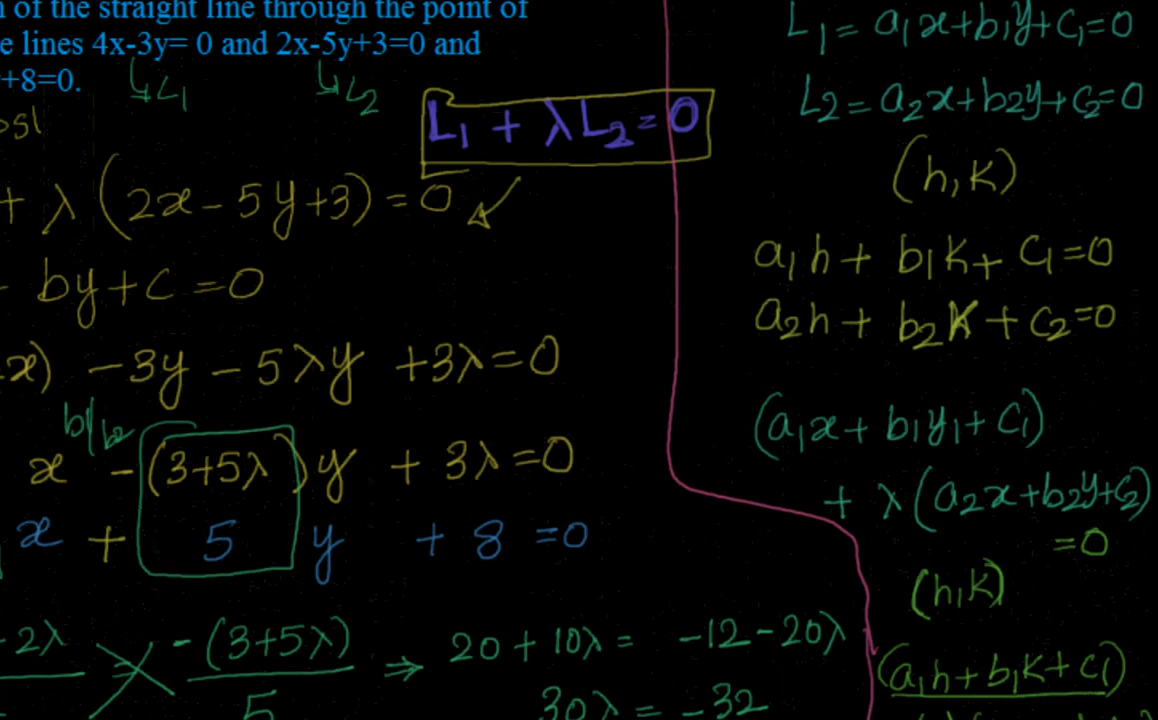 of the straight line through the point of
lines 4x-3y= 0 and 2x-5y+3=0 and
+8=0.
L1 L2
L1 + λL2 = 0
+ λ(2x - 5y + 3) = 0
by + c = 0
x) - 3y - 5λy + 3λ = 0
b1/b2
x - (3+5λ)y + 3λ = 0
x + 5 y + 8 = 0
2λ -(3+5λ) ⇒ 20 + 10λ = -12 - 20λ
5 30λ = -32
L1 = a1x + b1y + c1 = 0
L2 = a2x + b2y + c2 = 0
(h,k)
a1h + b1k + c1 = 0
a2h + b2k + c2 = 0
(a1x + b1y1 + c1)
+ λ(a2x + b2y + c2)
= 0
(h,k)
(a1h + b1k + c1)